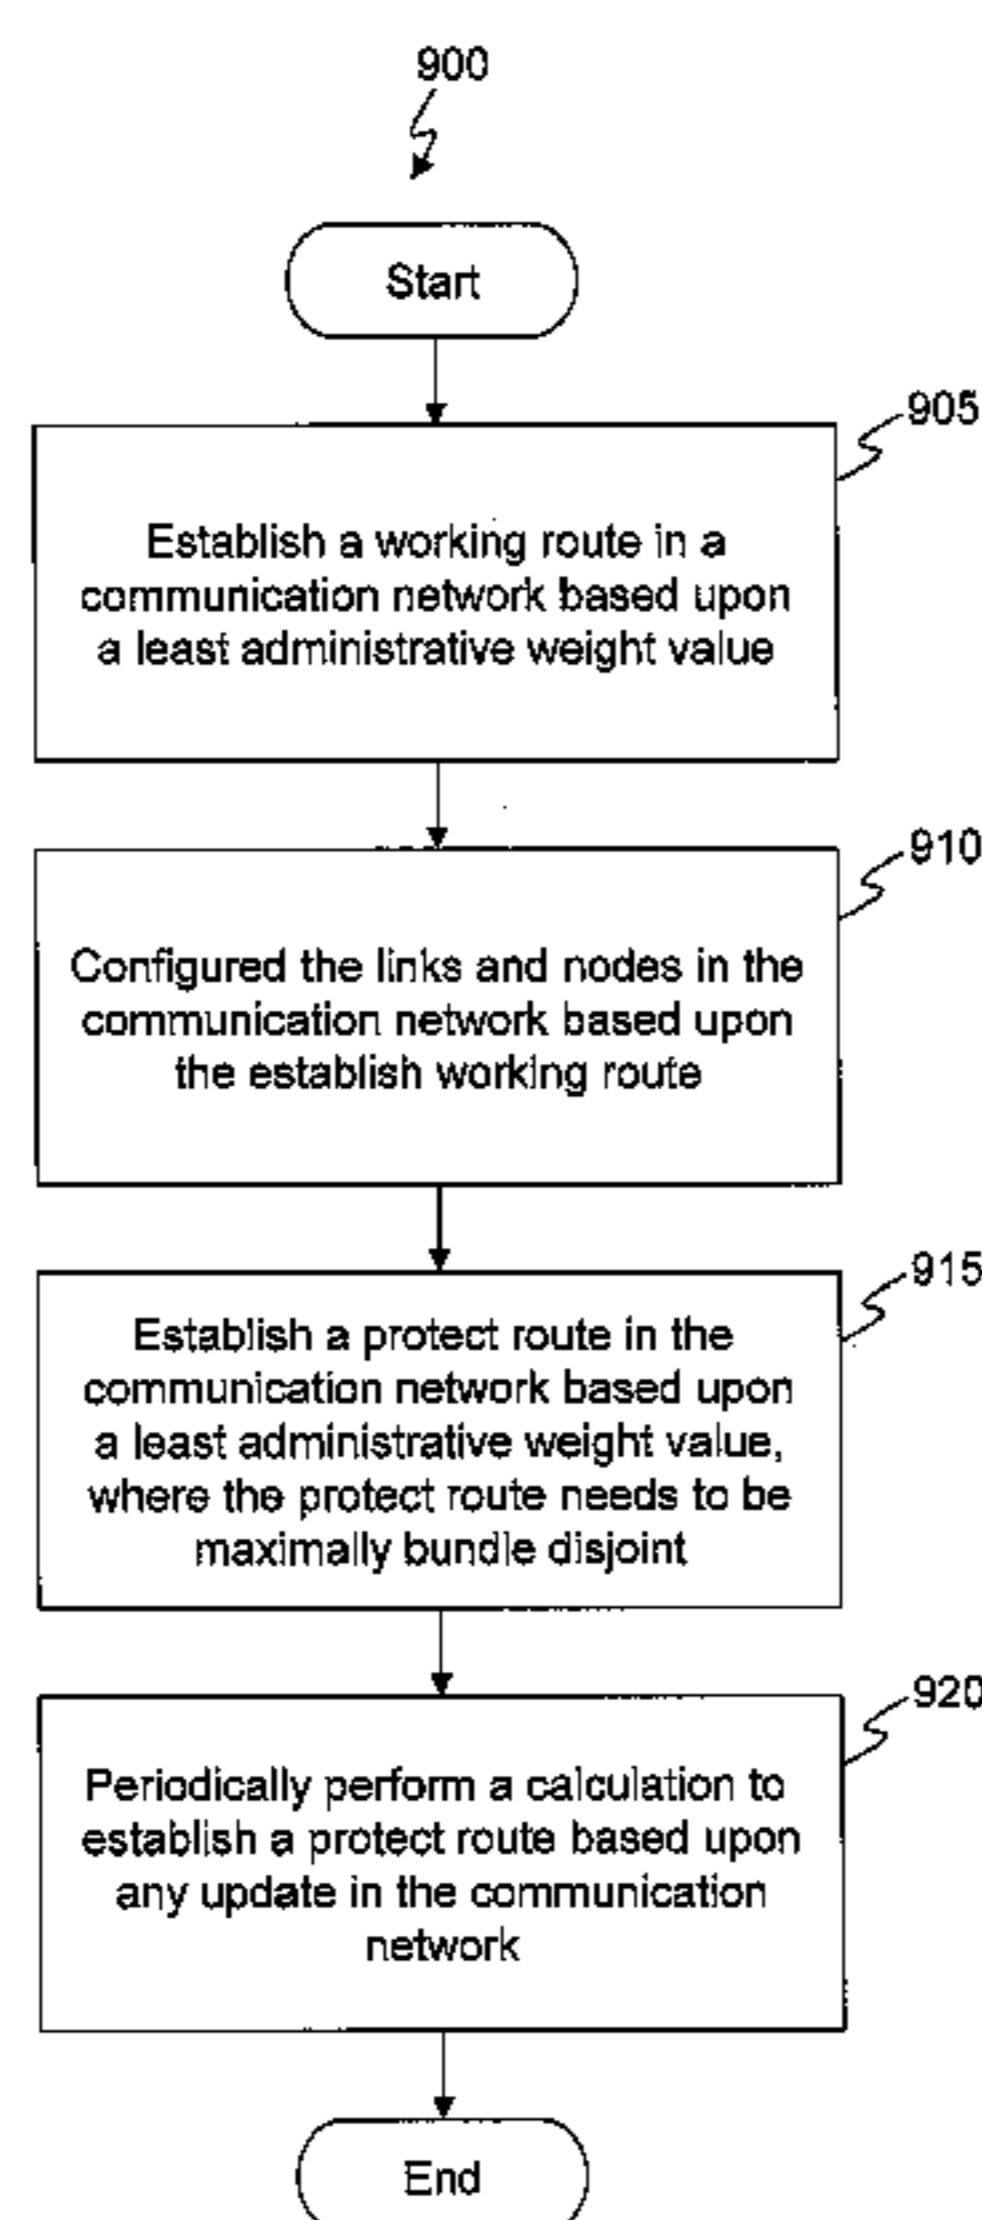 900
Start
905
Establish a working route in a
communication network based upon
a least administrative weight value
910
Configured the links and nodes in the
communication network based upon
the establish working route
915
Establish a protect route in the
communication network based upon
a least administrative weight value,
where the protect route needs to be
maximally bundle disjoint
920
Periodically perform a calculation to
establish a protect route based upon
any update in the communication
network
End